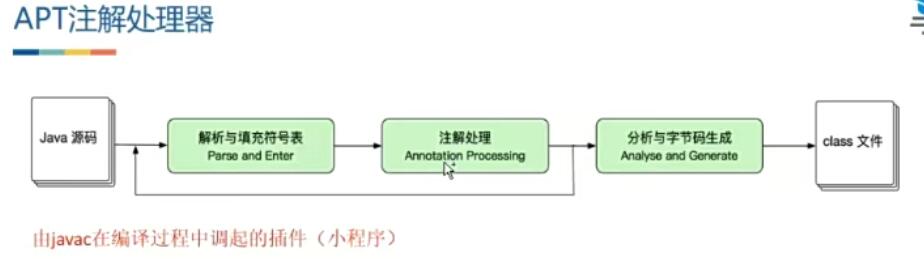 APT注解处理器
Java 源码
解析与填充符号表
Parse and Enter
注解处理
Annotation Processing
分析与字节码生成
Analyse and Generate
class 文件
由javac在编译过程中调起的插件（小程序）